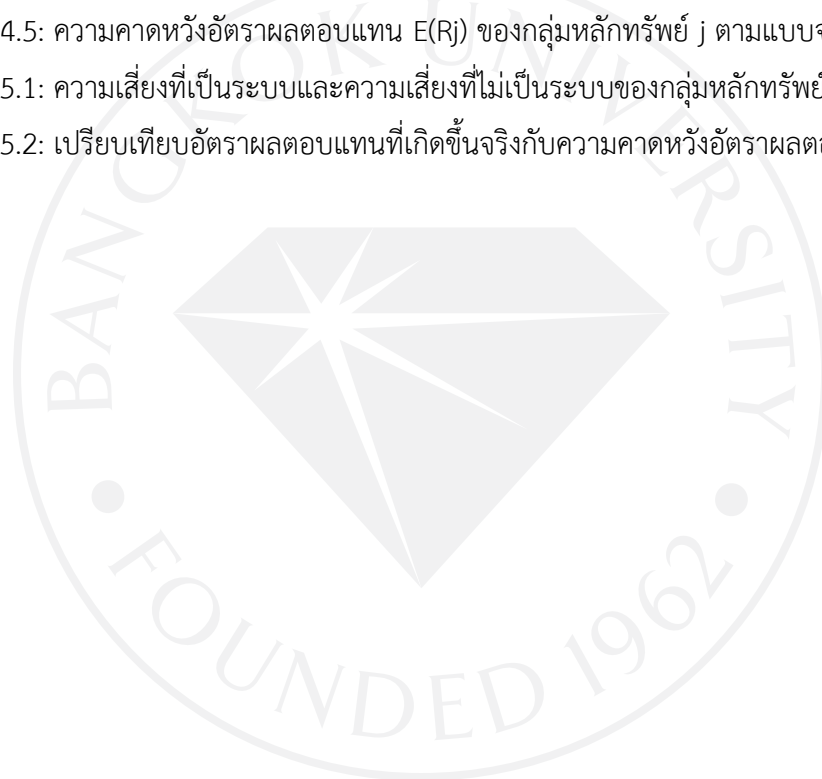 4.5: ความคาดหวังอัตราผลตอบแทน E(Rj) ของกลุ่มหลักทรัพย์ j ตามแบบ
5.1: ความเสี่ยงที่เป็นระบบและความเสี่ยงที่ไม่เป็นระบบของกลุ่มหลักทรัพย์
5.2: เปรียบเทียบอัตราผลตอบแทนที่เกิดขึ้นจริงกับความคาดหวังอัตราผลต
BANGKOK UNIVERSITY
FOUNDED 1962